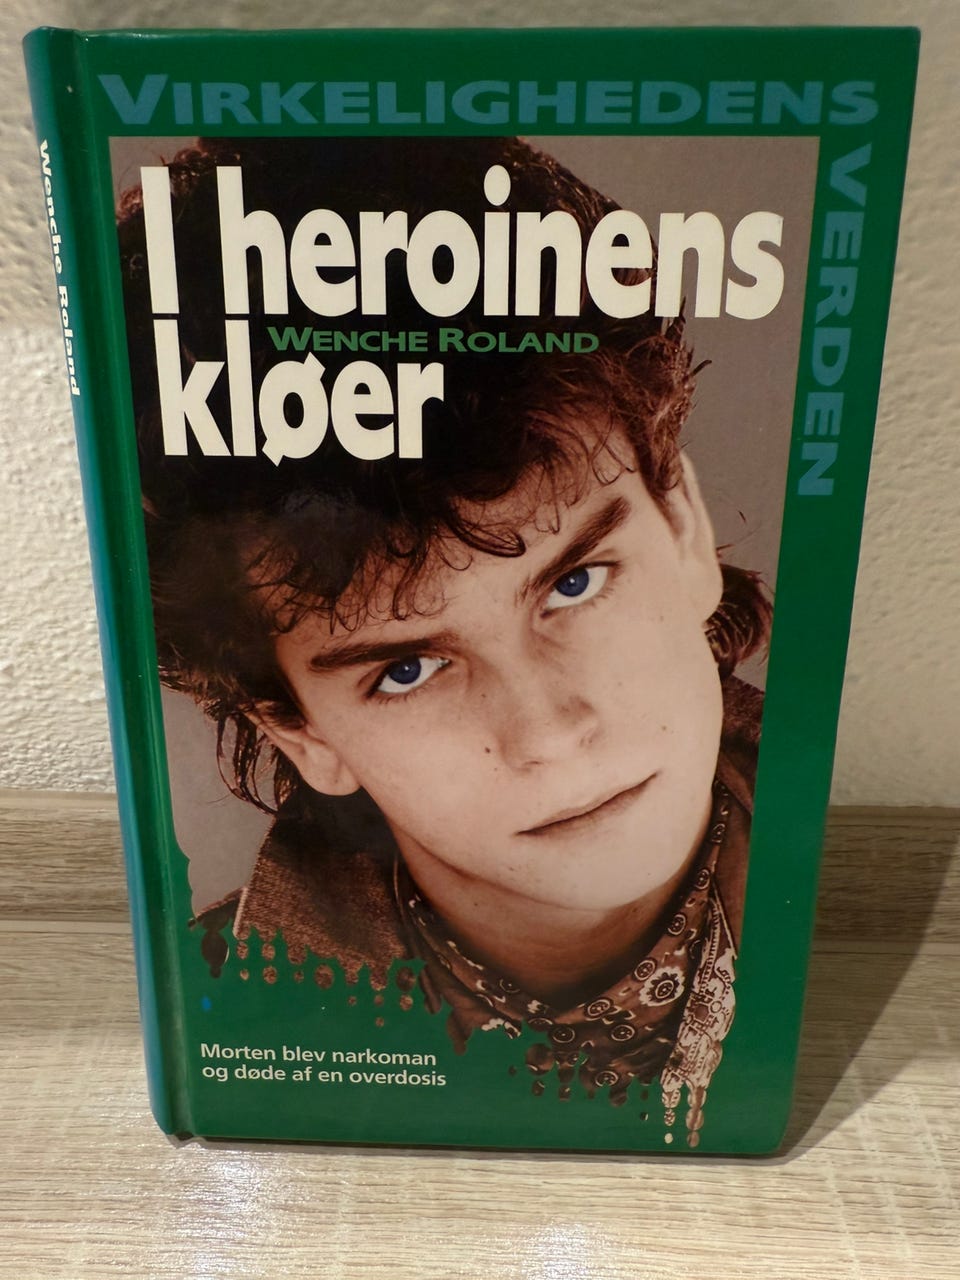 VIRKELIGHEDENS
VERDEN
I heroinens
WENCHE ROLAND
kløer
Morten blev narkoman
og døde af en overdosis
Wenche Roland